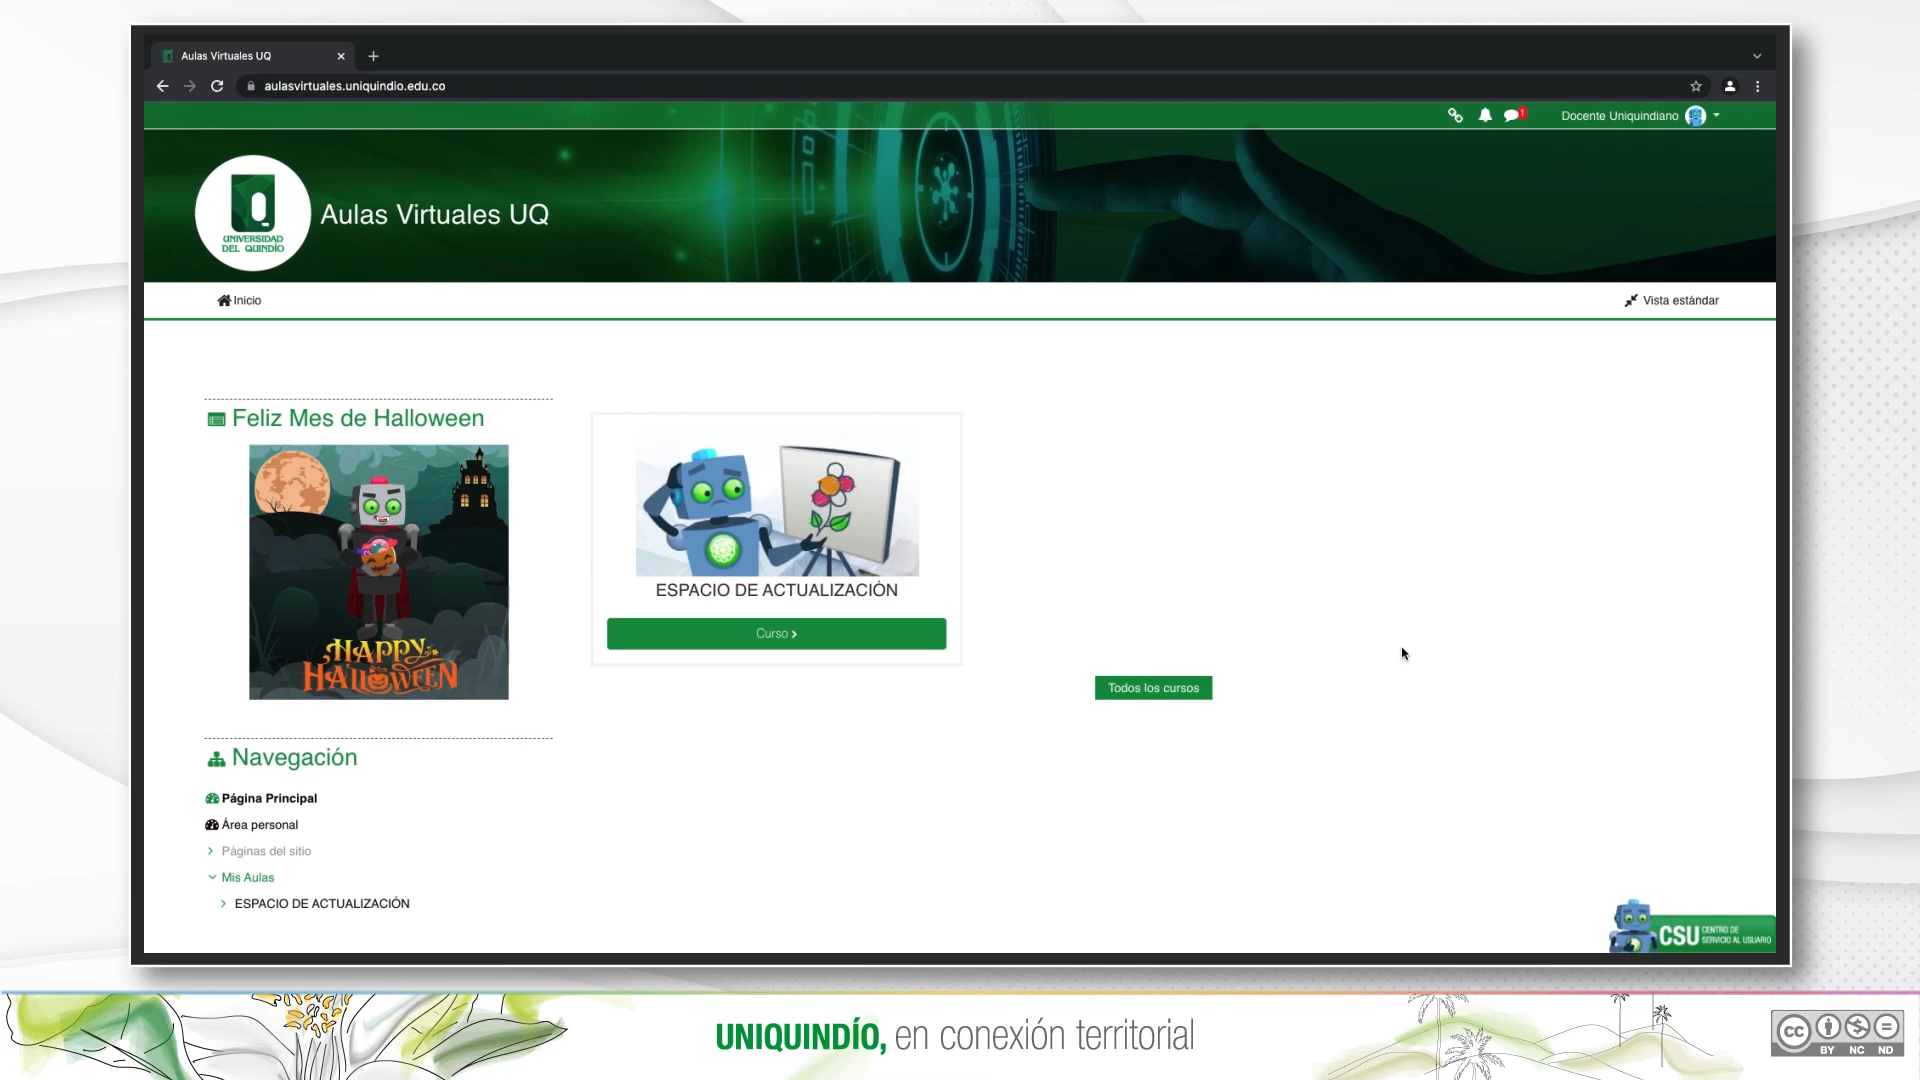 Aulas Virtuales UQ
aulasvirtuales.uniquindio.edu.co
1
Docente Uniquindiano
UNIVERSIDAD
DEL QUINDÍO
Aulas Virtuales UQ
Inicio
Vista estándar
Feliz Mes de Halloween
HAPPY
HALLOWEEN
ESPACIO DE ACTUALIZACIÓN
Curso
Todos los cursos
Navegación
Página Principal
Área personal
Páginas del sitio
Mis Aulas
ESPACIO DE ACTUALIZACIÓN
CSU CENTRO DE
SERVICIO AL USUARIO
UNIQUINDÍO, en conexión territorial
cc
BY NC ND